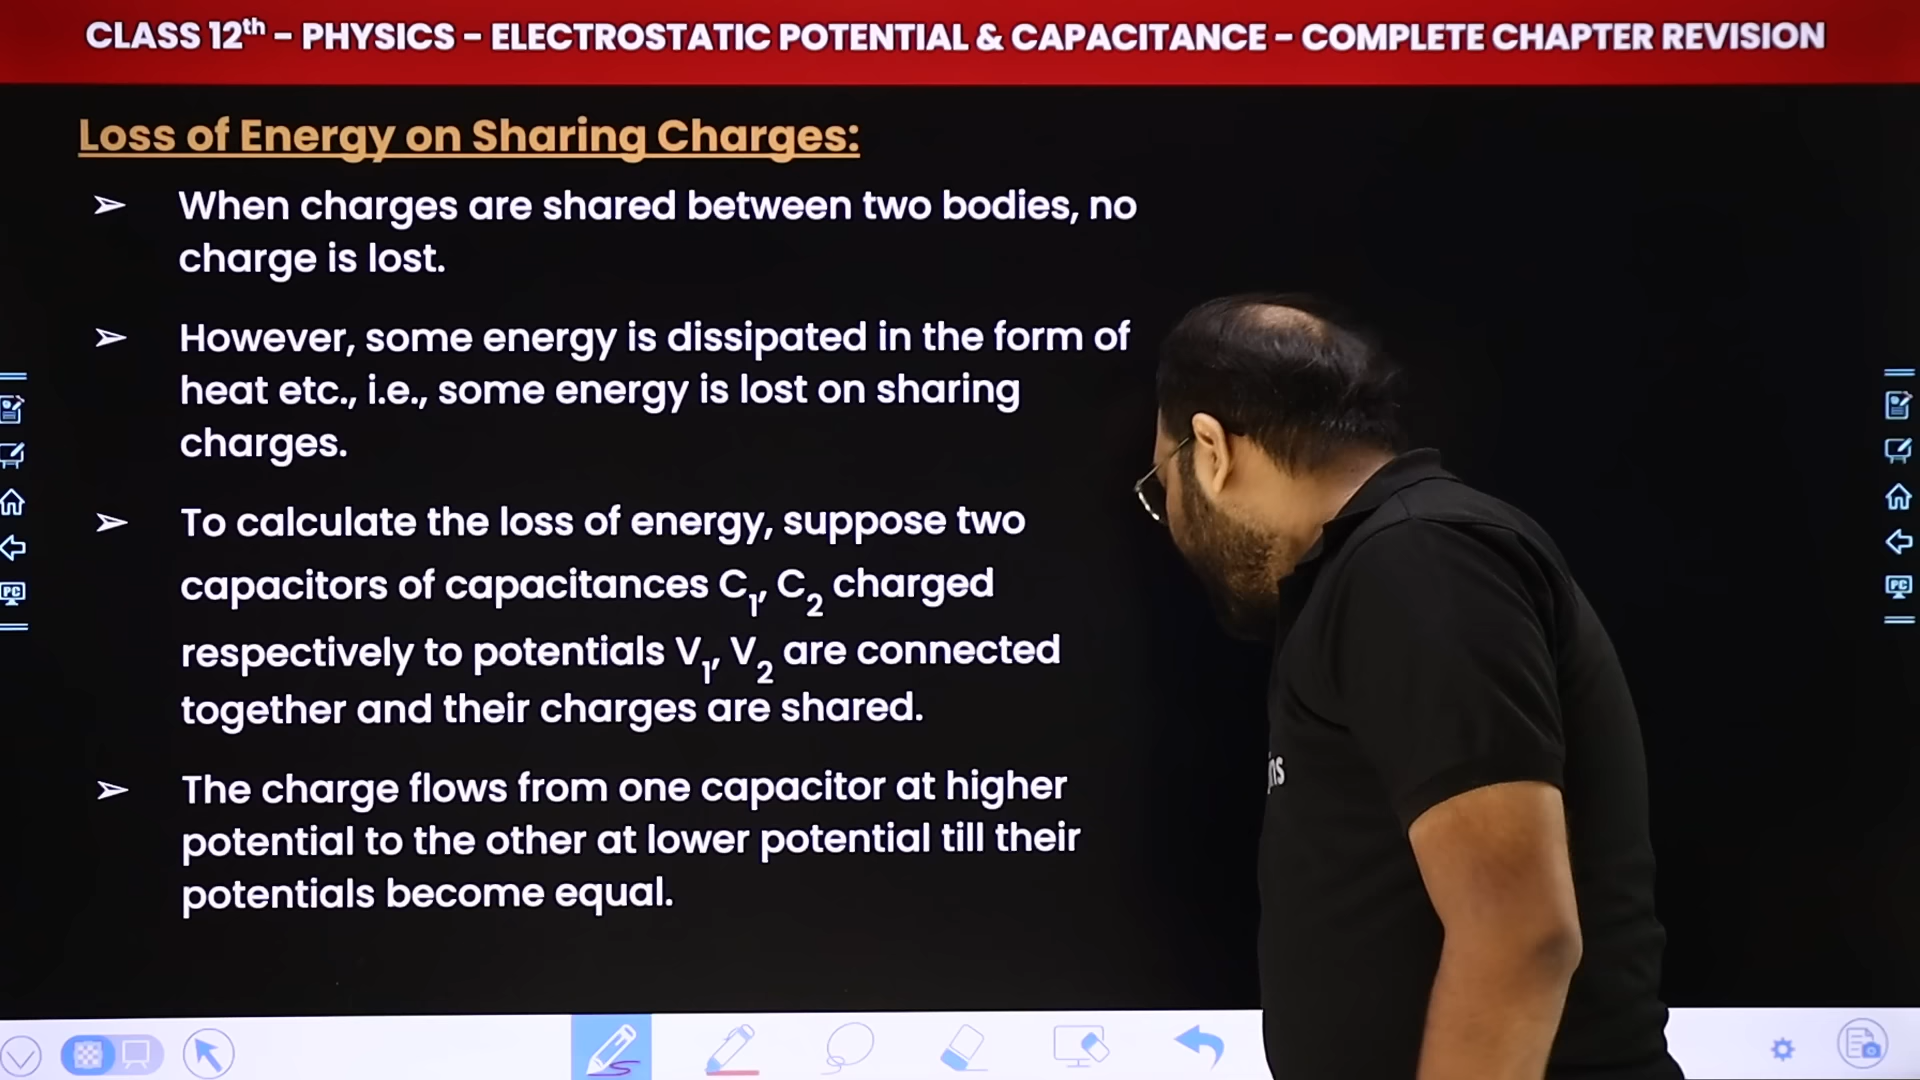 CLASS 12th - PHYSICS - ELECTROSTATIC POTENTIAL & CAPACITANCE - COMPLETE CHAPTER REVISION
Loss of Energy on Sharing Charges:
➢ When charges are shared between two bodies, no
charge is lost.
➢ However, some energy is dissipated in the form of
heat etc., i.e., some energy is lost on sharing
charges.
➢ To calculate the loss of energy, suppose two
capacitors of capacitances C₁, C₂ charged
respectively to potentials V₁, V₂ are connected
together and their charges are shared.
➢ The charge flows from one capacitor at higher
potential to the other at lower potential till their
potentials become equal.
PC
PC